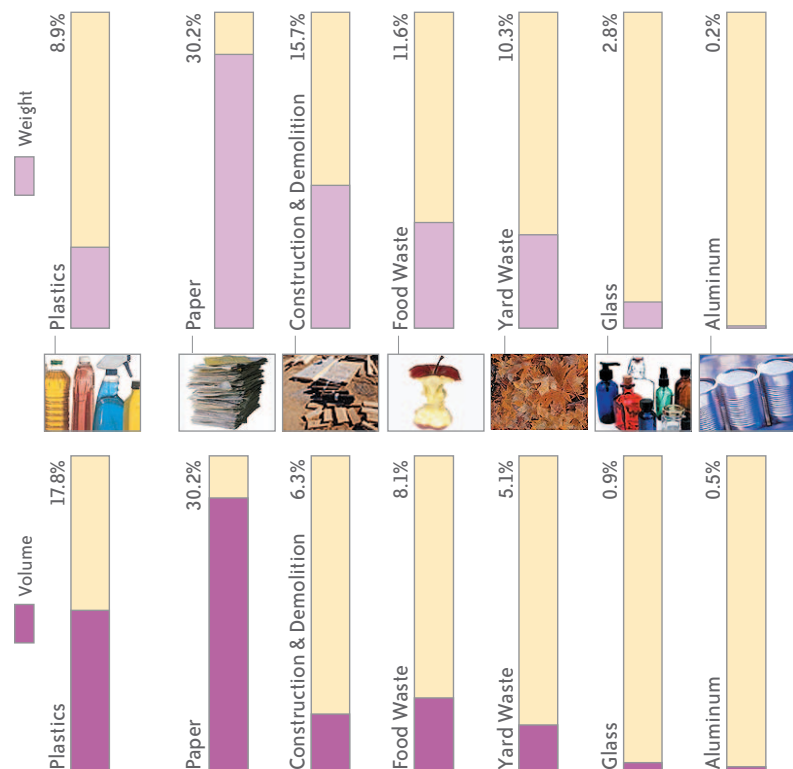 Weight
Plastics
8.9%
Paper
30.2%
Construction & Demolition
15.7%
Food Waste
11.6%
Yard Waste
10.3%
Glass
2.8%
Aluminum
0.2%
Volume
Plastics
17.8%
Paper
30.2%
Construction & Demolition
6.3%
Food Waste
8.1%
Yard Waste
5.1%
Glass
0.9%
Aluminum
0.5%